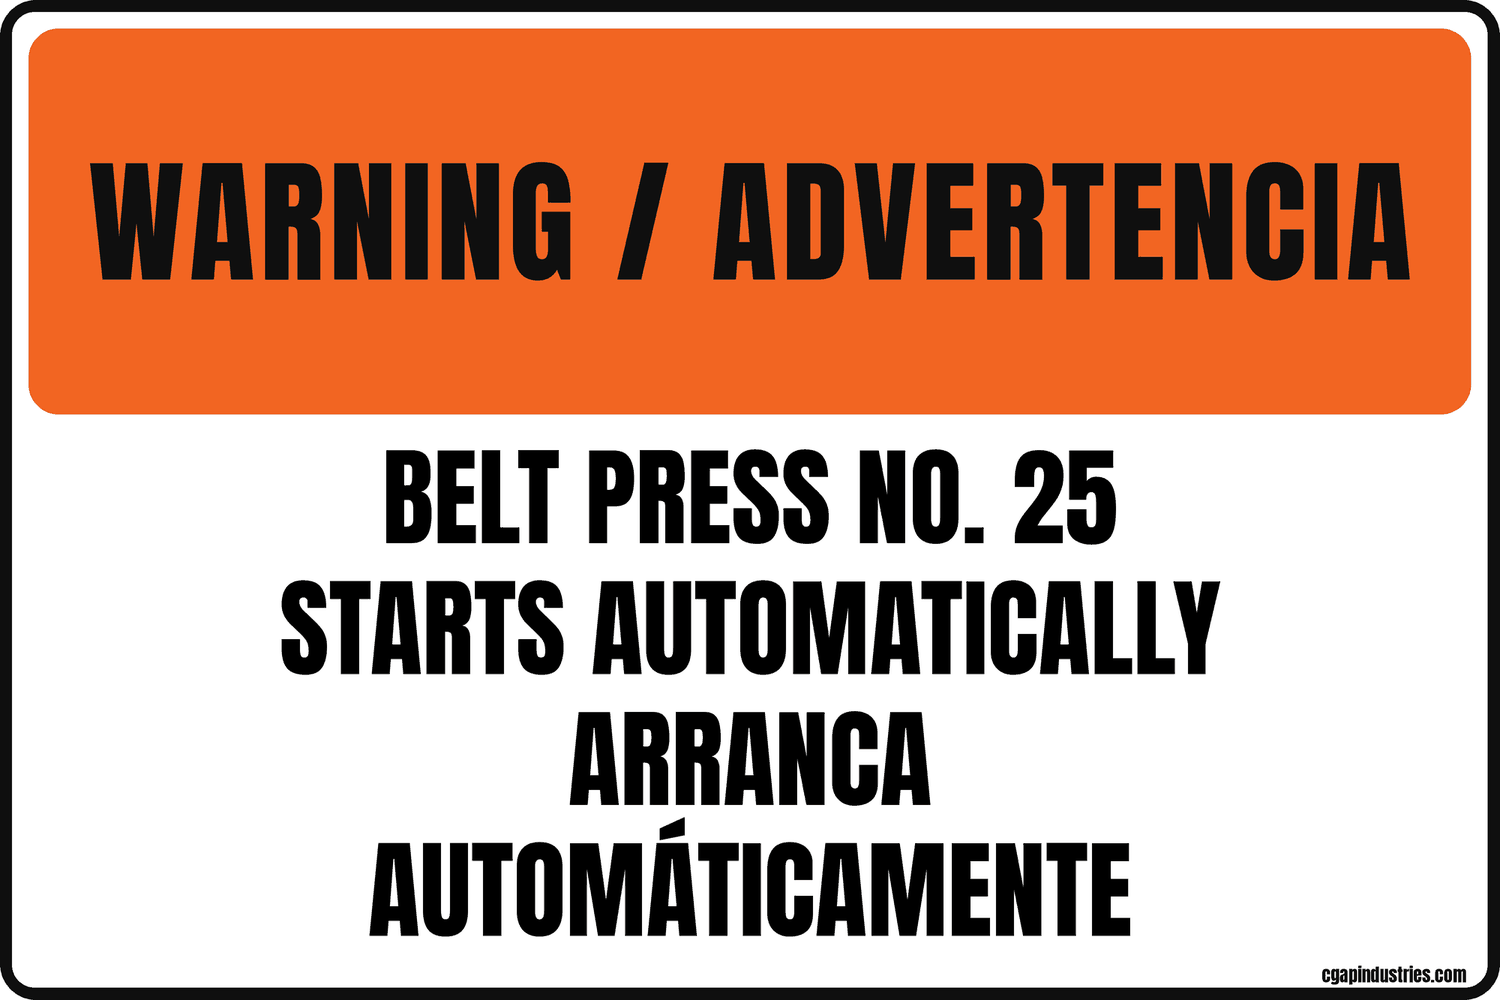 WARNING / ADVERTENCIA
BELT PRESS NO. 25
STARTS AUTOMATICALLY
ARRANCA
AUTOMÁTICAMENTE
cgapindustries.com